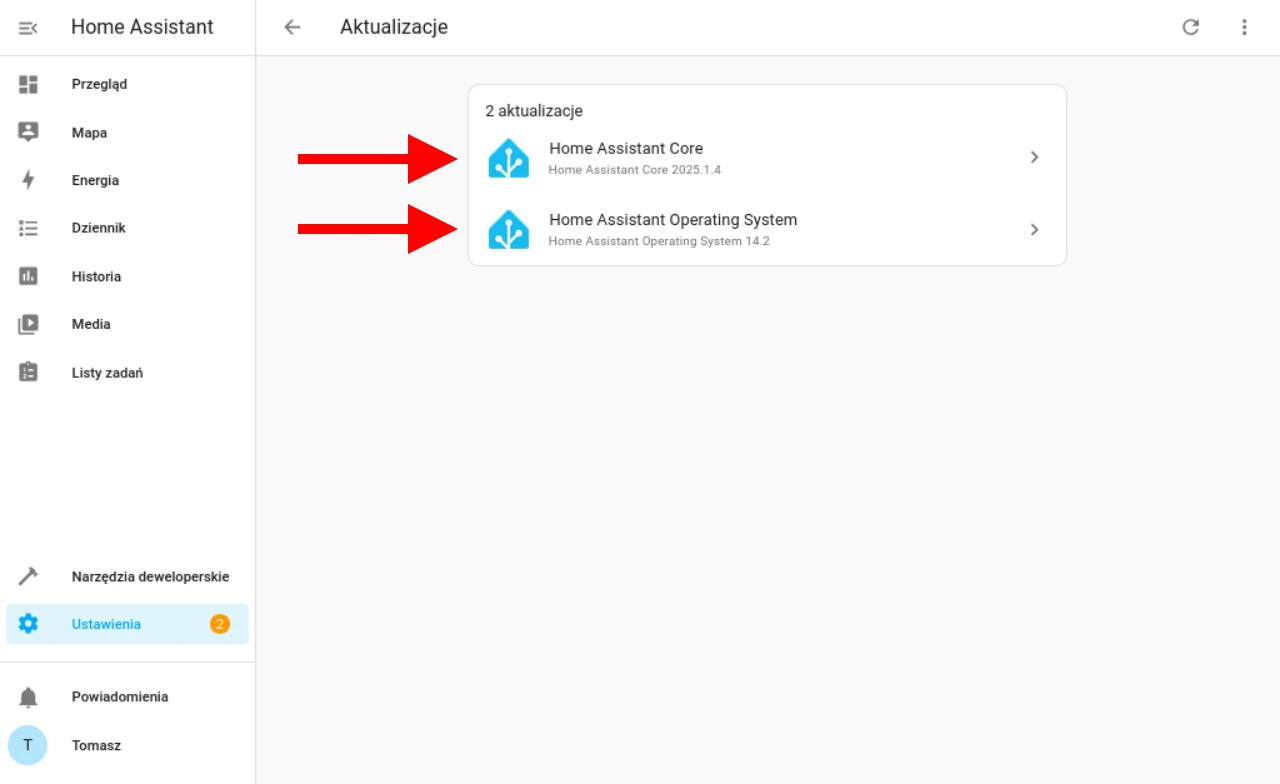 Home Assistant
Aktualizacje
Przegląd
Mapa
Energia
Dziennik
Historia
Media
Listy zadań
Narzędzia deweloperskie
Ustawienia 2
Powiadomienia
T Tomasz
2 aktualizacje
Home Assistant Core
Home Assistant Core 2025.1.4
Home Assistant Operating System
Home Assistant Operating System 14.2